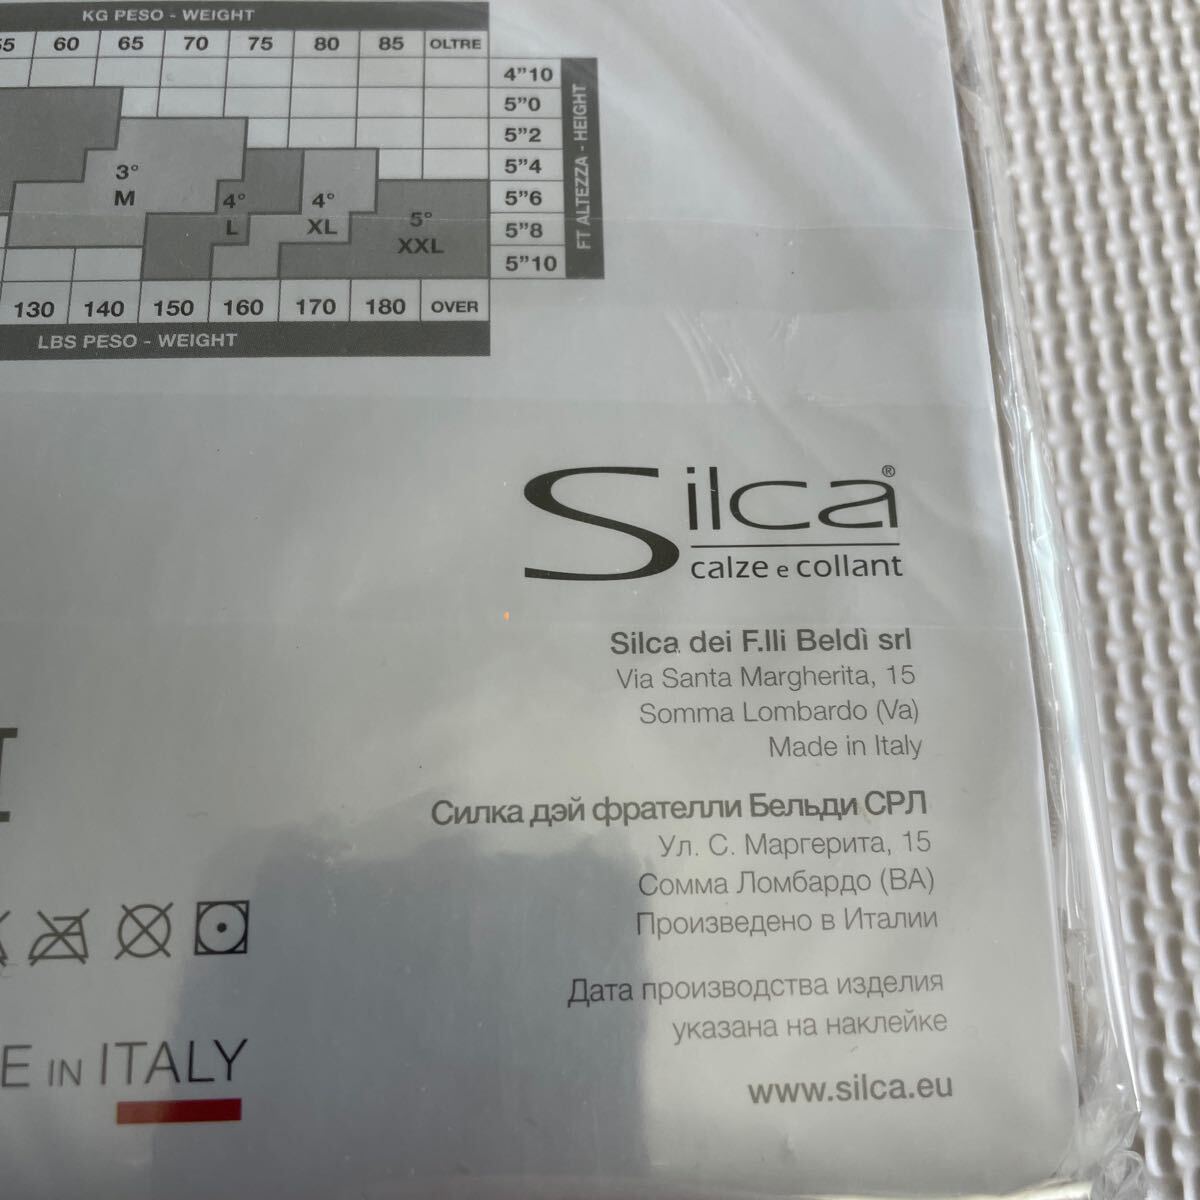 KG PESO - WEIGHT
55 60 65 70 75 80 85 OLTRE
4"10
5"0
5"2
5"4
5"6
5"8
5"10
FT ALTEZZA - HEIGHT
3° M
4° L
4° XL
5° XXL
130 140 150 160 170 180 OVER
LBS PESO - WEIGHT
Silca®
calze e collant
Silca dei F.lli Beldì srl
Via Santa Margherita, 15
Somma Lombardo (Va)
Made in Italy
Силка дэй фрателли Бельди СРЛ
Ул. С. Маргерита, 15
Сомма Ломбардо (ВА)
Произведено в Италии
Дата производства изделия
указана на наклейке
www.silca.eu
E IN ITALY